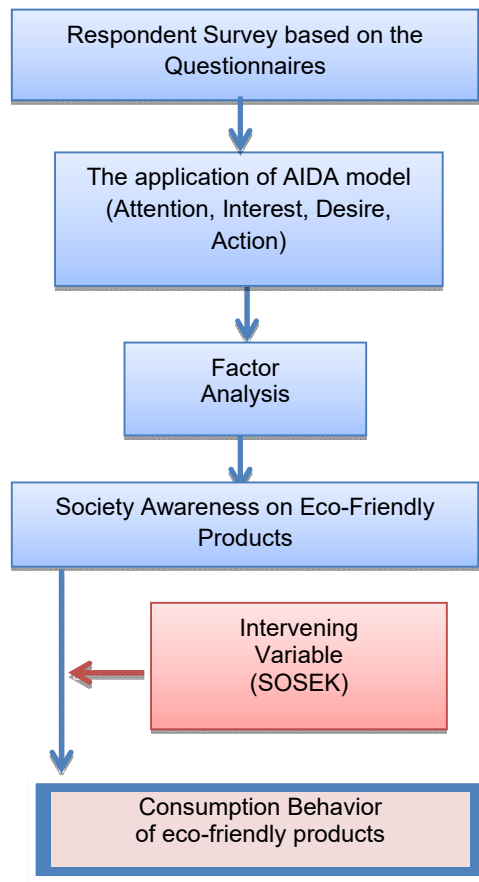 Respondent Survey based on the
Questionnaires
The application of AIDA model
(Attention, Interest, Desire,
Action)
Factor
Analysis
Society Awareness on Eco-Friendly
Products
Intervening
Variable
(SOSEK)
Consumption Behavior
of eco-friendly products